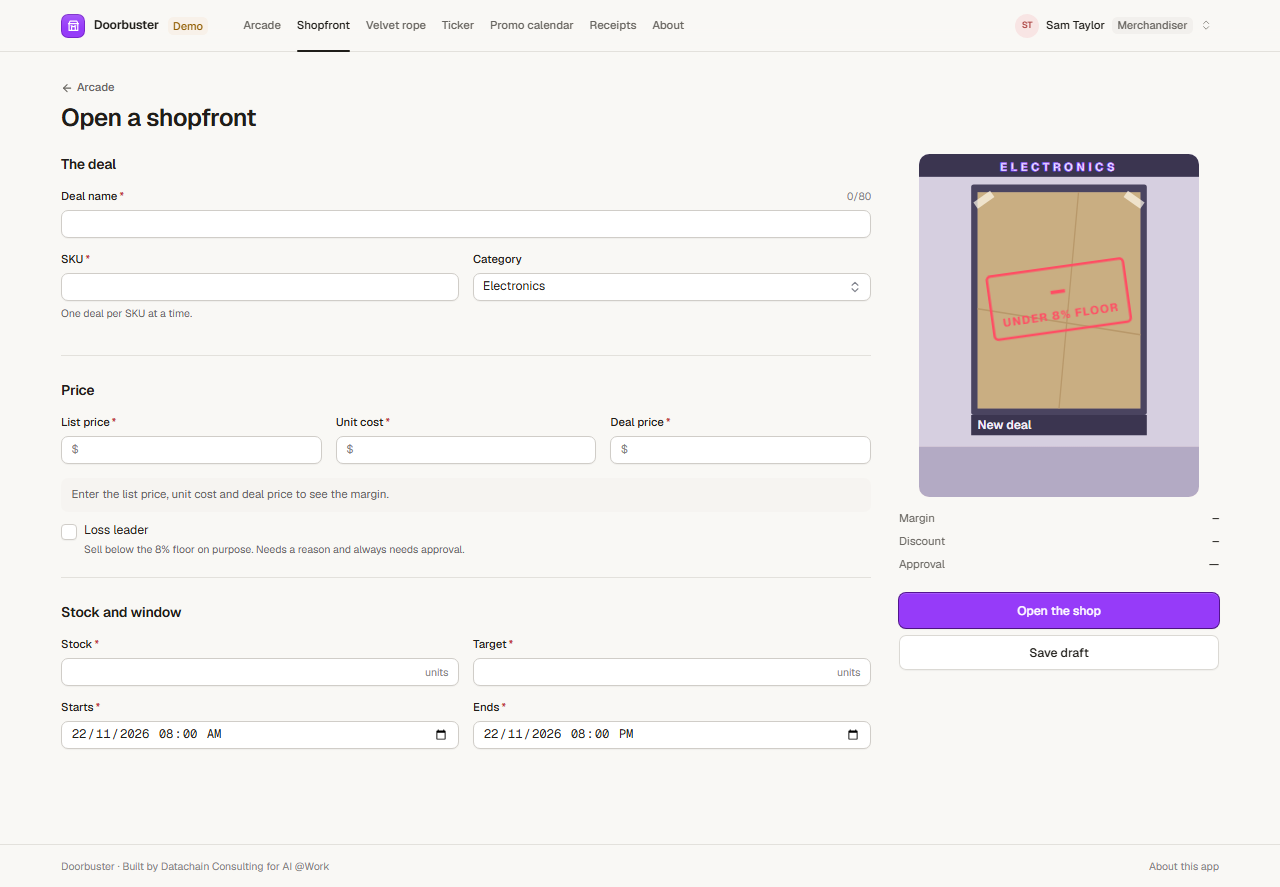 Doorbuster Demo Arcade Shopfront Velvet rope Ticker Promo calendar Receipts About ST Sam Taylor Merchandiser
← Arcade
Open a shopfront
The deal
Deal name * 0/80
SKU * Category
Electronics
One deal per SKU at a time.
Price
List price * Unit cost * Deal price *
$ $ $
Enter the list price, unit cost and deal price to see the margin.
Loss leader
Sell below the 8% floor on purpose. Needs a reason and always needs approval.
Stock and window
Stock * Target *
units units
Starts * Ends *
22/11/2026 08:00 AM 22/11/2026 08:00 PM
ELECTRONICS
–
UNDER 8% FLOOR
New deal
Margin –
Discount –
Approval —
Open the shop
Save draft
Doorbuster · Built by Datachain Consulting for AI @Work About this app